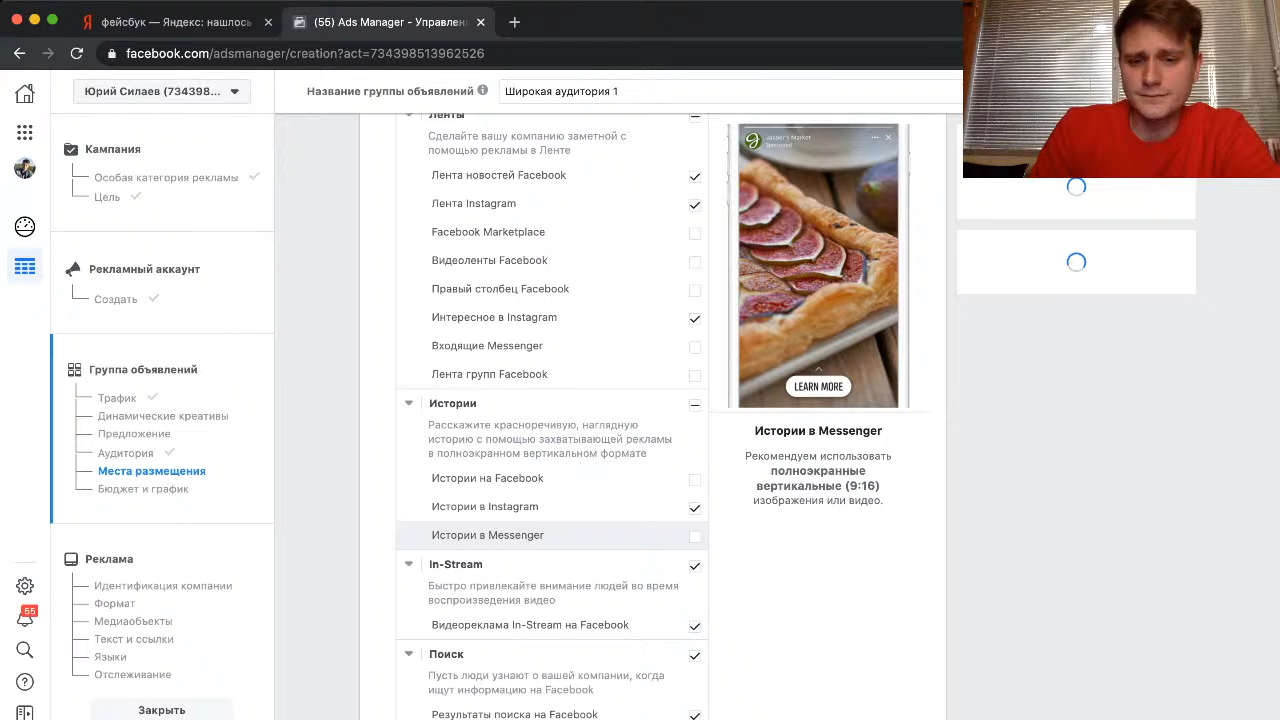 фейсбук — Яндекс: нашлось
(55) Ads Manager - Управлен
facebook.com/adsmanager/creation?act=734398513962526
Юрий Силаев (734398...
Название группы объявлений
Широкая аудитория 1
Кампания
Особая категория рекламы
Цель
Рекламный аккаунт
Создать
Группа объявлений
Трафик
Динамические креативы
Предложение
Аудитория
Места размещения
Бюджет и график
Реклама
Идентификация компании
Формат
Медиаобъекты
Текст и ссылки
Языки
Отслеживание
Закрыть
55
Ленты
Сделайте вашу компанию заметной с
помощью рекламы в Ленте
Лента новостей Facebook
Лента Instagram
Facebook Marketplace
Видеоленты Facebook
Правый столбец Facebook
Интересное в Instagram
Входящие Messenger
Лента групп Facebook
Истории
Расскажите красноречивую, наглядную
историю с помощью захватывающей рекламы
в полноэкранном вертикальном формате
Истории на Facebook
Истории в Instagram
Истории в Messenger
In-Stream
Быстро привлекайте внимание людей во время
воспроизведения видео
Видеореклама In-Stream на Facebook
Поиск
Пусть люди узнают о вашей компании, когда
ищут информацию на Facebook
Результаты поиска на Facebook
Jasper's Market
Sponsored
LEARN MORE
Истории в Messenger
Рекомендуем использовать
полноэкранные
вертикальные (9:16)
изображения или видео.